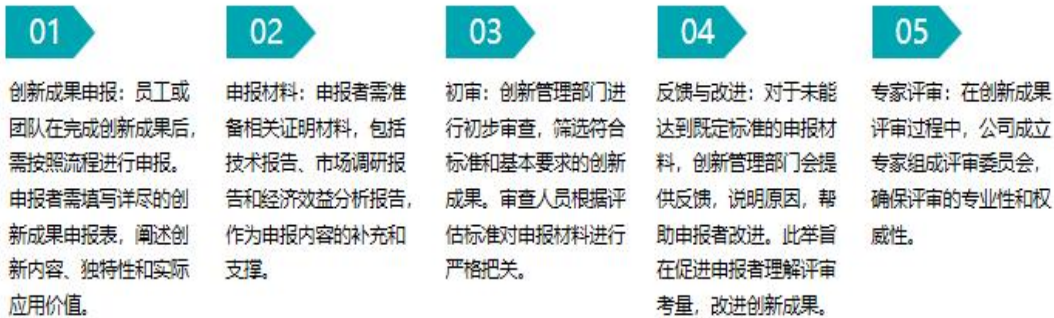 01
创新成果申报：员工或
团队在完成创新成果后，
需按照流程进行申报。
申报者需填写详尽的创
新成果申报表，阐述创
新内容、独特性和实际
应用价值。
02
申报材料：申报者需准
备相关证明材料，包括
技术报告、市场调研报
告和经济效益分析报告，
作为申报内容的补充和
支撑。
03
初审：创新管理部门进
行初步审查，筛选符合
标准和基本要求的创新
成果。审查人员根据评
估标准对申报材料进行
严格把关。
04
反馈与改进：对于未能
达到既定标准的申报材
料，创新管理部门会提
供反馈，说明原因，帮
助申报者改进。此举旨
在促进申报者理解评审
考量，改进创新成果。
05
专家评审：在创新成果
评审过程中，公司成立
专家组成评审委员会，
确保评审的专业性和权
威性。